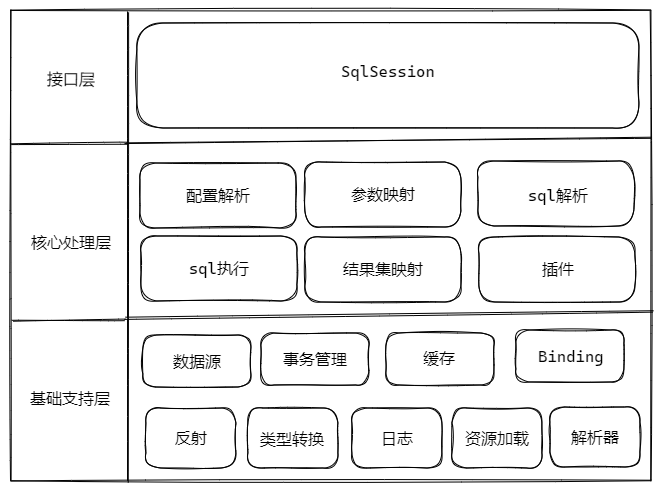 接口层
SqlSession
核心处理层
配置解析
参数映射
sql解析
sql执行
结果集映射
插件
基础支持层
数据源
事务管理
缓存
Binding
反射
类型转换
日志
资源加载
解析器